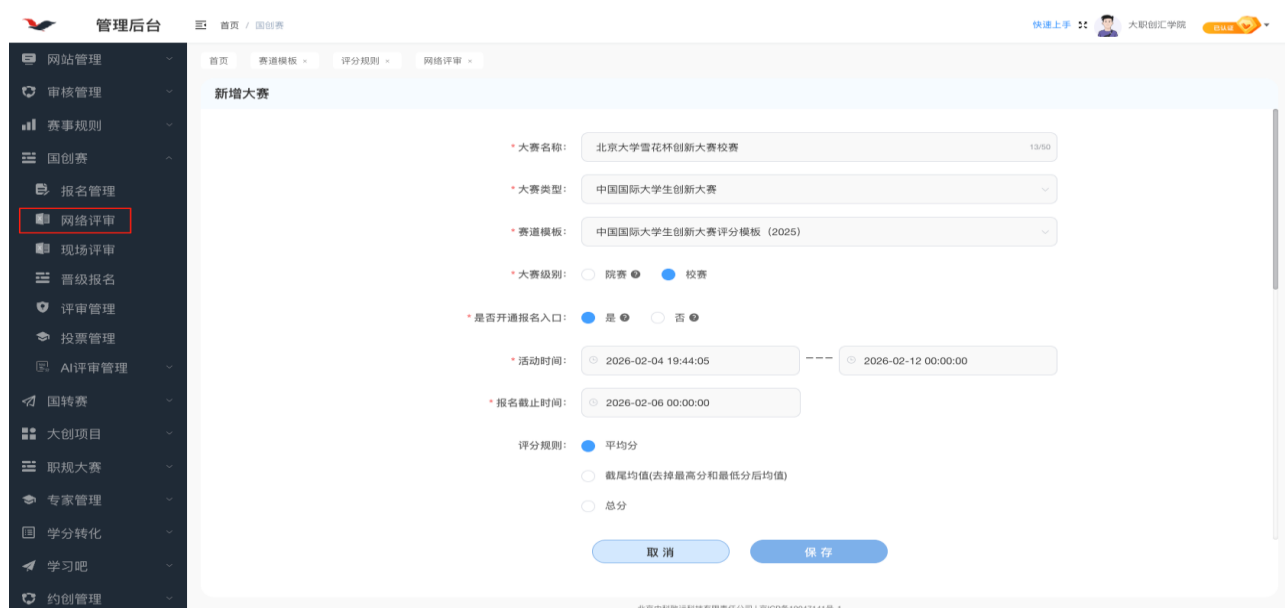 管理后台
首页 / 国创赛
快速上手
大职创汇学院
已认证
首页 赛道模板 × 评分规则 × 网络评审 ×
网站管理
审核管理
赛事规则
国创赛
报名管理
网络评审
现场评审
晋级报名
评审管理
投票管理
AI评审管理
国转赛
大创项目
职规大赛
专家管理
学分转化
学习吧
约创管理
新增大赛
* 大赛名称: 北京大学雪花杯创新大赛校赛 13/50
* 大赛类型: 中国国际大学生创新大赛
* 赛道模板: 中国国际大学生创新大赛评分模板(2025)
* 大赛级别: 院赛 校赛
* 是否开通报名入口: 是 否
* 活动时间: 2026-02-04 19:44:05 --- 2026-02-12 00:00:00
* 报名截止时间: 2026-02-06 00:00:00
评分规则: 平均分
截尾均值(去掉最高分和最低分后均值)
总分
取消 保存